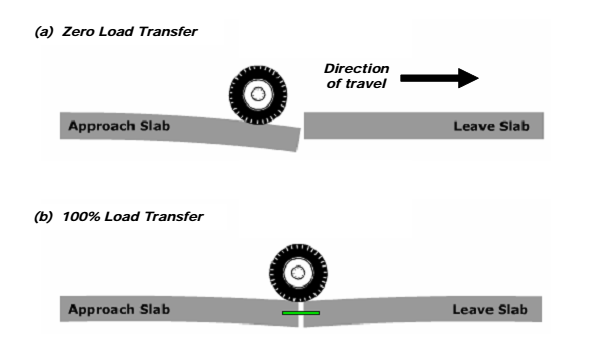 (a) Zero Load Transfer
Direction
of travel
Approach Slab
Leave Slab
(b) 100% Load Transfer
Approach Slab
Leave Slab